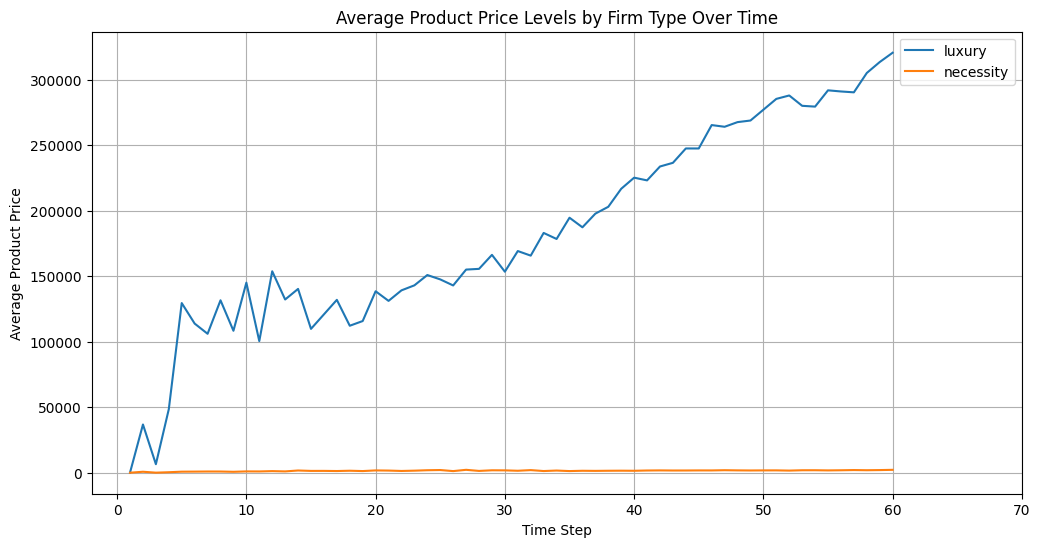 Average Product Price Levels by Firm Type Over Time
luxury
necessity
Average Product Price
300000
250000
200000
150000
100000
50000
0
0 10 20 30 40 50 60 70
Time Step